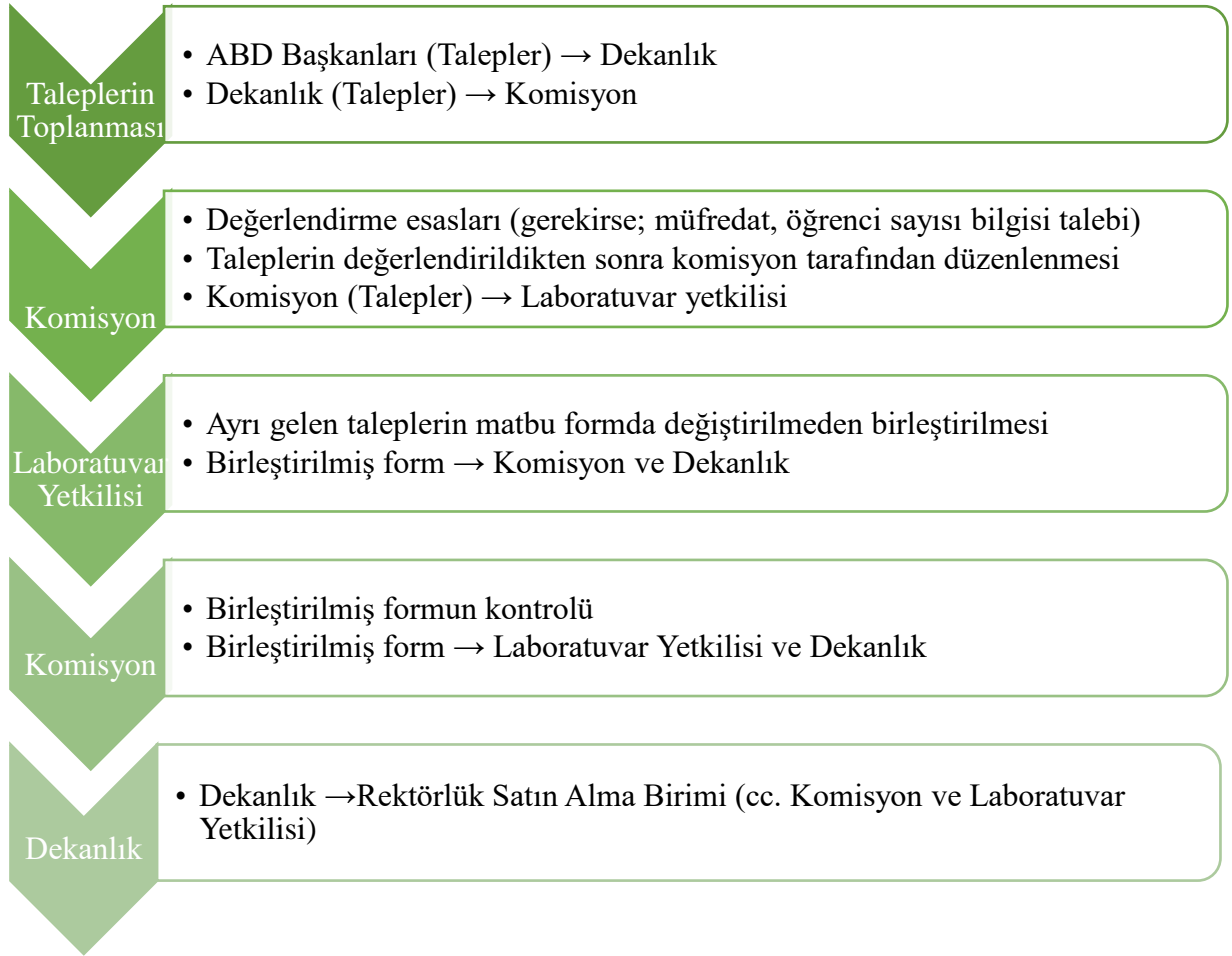 Taleplerin
Toplanması
• ABD Başkanları (Talepler) → Dekanlık
• Dekanlık (Talepler) → Komisyon
Komisyon
• Değerlendirme esasları (gerekirse; müfredat, öğrenci sayısı bilgisi talebi)
• Taleplerin değerlendirildikten sonra komisyon tarafından düzenlenmesi
• Komisyon (Talepler) → Laboratuvar yetkilisi
Laboratuvar
Yetkilisi
• Ayrı gelen taleplerin matbu formda değiştirilmeden birleştirilmesi
• Birleştirilmiş form → Komisyon ve Dekanlık
Komisyon
• Birleştirilmiş formun kontrolü
• Birleştirilmiş form → Laboratuvar Yetkilisi ve Dekanlık
Dekanlık
• Dekanlık →Rektörlük Satın Alma Birimi (cc. Komisyon ve Laboratuvar
Yetkilisi)